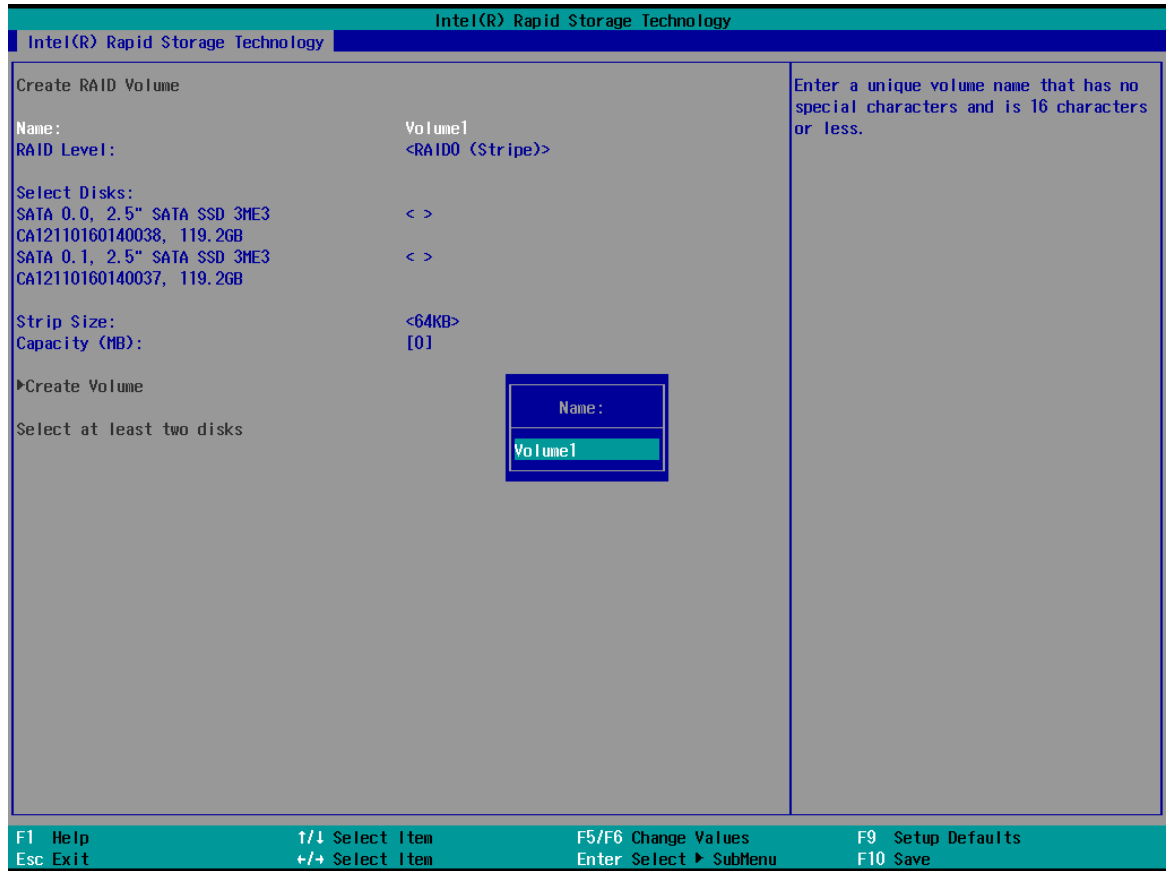 Intel(R) Rapid Storage Technology
Intel(R) Rapid Storage Technology
Create RAID Volume
Name: Volume1
RAID Level: <RAID0 (Stripe)>
Select Disks:
SATA 0.0, 2.5" SATA SSD 3ME3 < >
CA12110160140038, 119.2GB
SATA 0.1, 2.5" SATA SSD 3ME3 < >
CA12110160140037, 119.2GB
Strip Size: <64KB>
Capacity (MB): [0]
▶Create Volume
Select at least two disks
Name:
Volume1
Enter a unique volume name that has no
special characters and is 16 characters
or less.
F1 Help ↑/↓ Select Item F5/F6 Change Values F9 Setup Defaults
Esc Exit ←/→ Select Item Enter Select ▶ SubMenu F10 Save